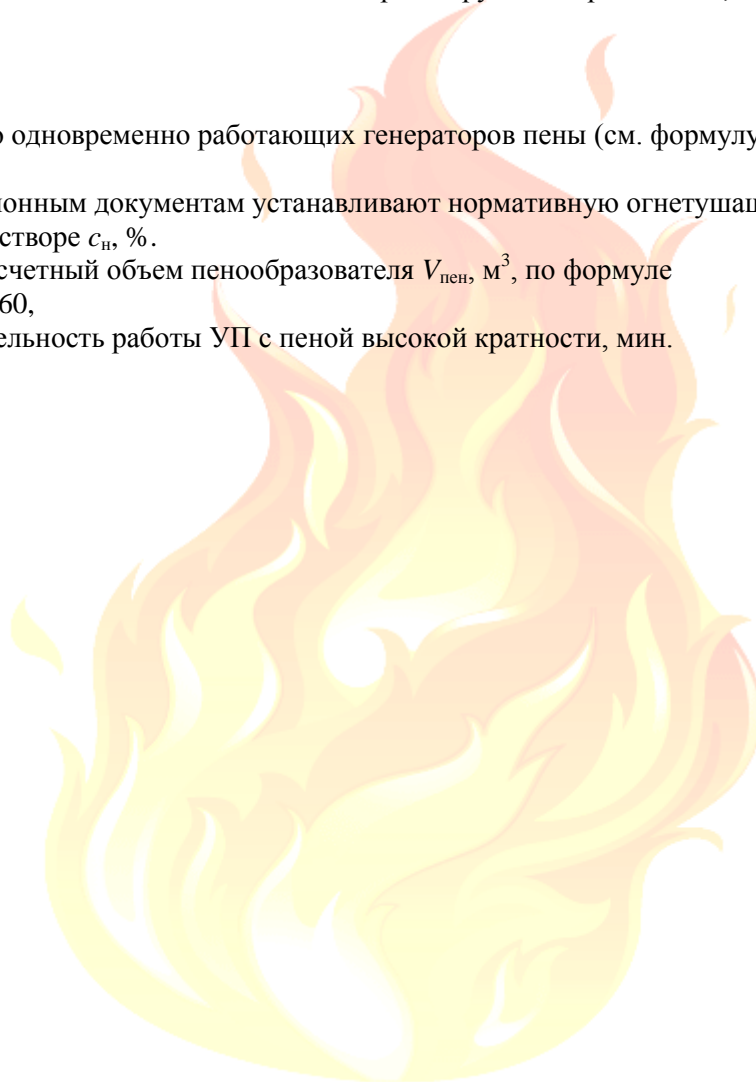 о одновременно работающих генераторов пены (см. формулу
ионным документам устанавливают нормативную огнетушащ
створе cн, %.
счетный объем пенообразователя Vпен, м3, по формуле
60,
ельность работы УП с пеной высокой кратности, мин.